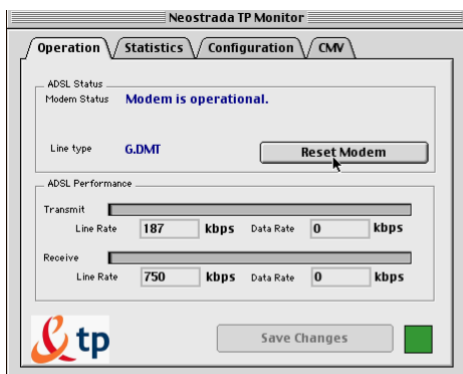 Neostrada TP Monitor
Operation Statistics Configuration CMV
ADSL Status
Modem Status Modem is operational.
Line type G.DMT Reset Modem
ADSL Performance
Transmit
Line Rate 187 kbps Data Rate 0 kbps
Receive
Line Rate 750 kbps Data Rate 0 kbps
tp Save Changes